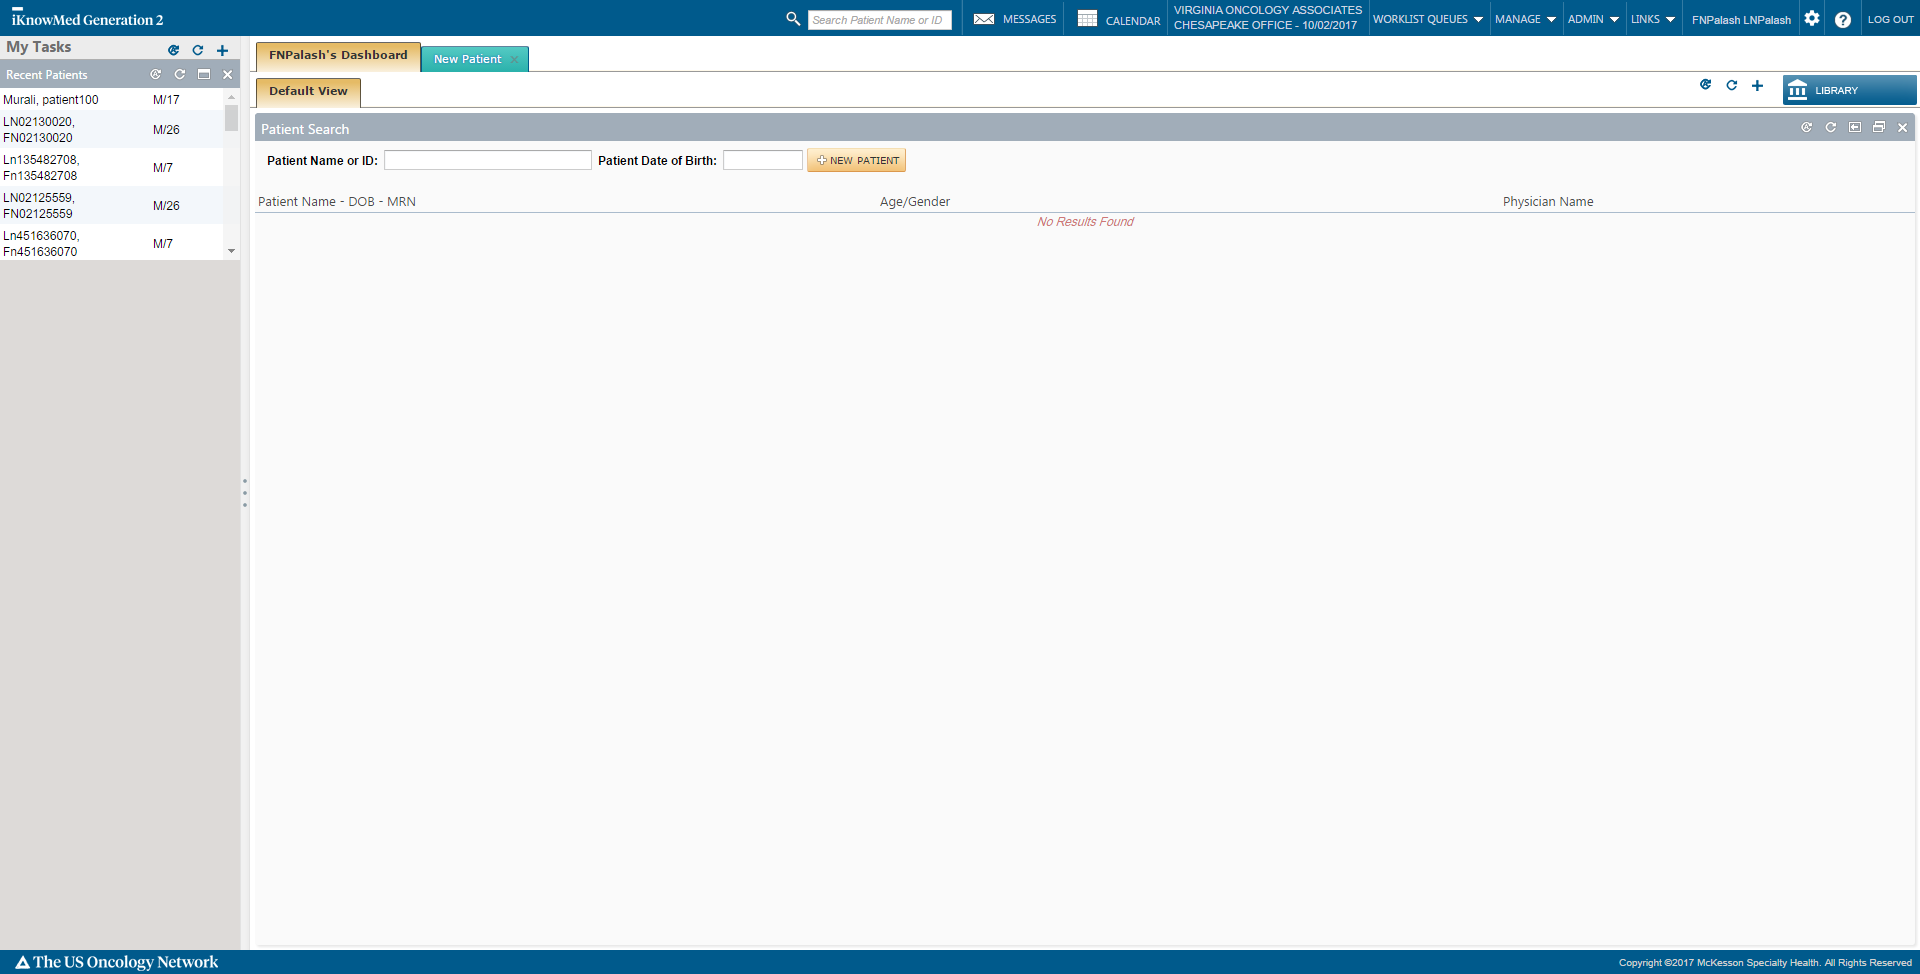 iKnowMed Generation 2
Search Patient Name or ID
MESSAGES
CALENDAR
VIRGINIA ONCOLOGY ASSOCIATES
CHESAPEAKE OFFICE - 10/02/2017
WORKLIST QUEUES
MANAGE
ADMIN
LINKS
FNPalash LNPalash
LOG OUT
My Tasks
Recent Patients
Murali, patient100 M/17
LN02130020,
FN02130020 M/26
Ln135482708,
Fn135482708 M/7
LN02125559,
FN02125559 M/26
Ln451636070,
Fn451636070 M/7
FNPalash's Dashboard
New Patient
Default View
LIBRARY
Patient Search
Patient Name or ID: Patient Date of Birth: NEW PATIENT
Patient Name - DOB - MRN Age/Gender Physician Name
No Results Found
The US Oncology Network
Copyright ©2017 McKesson Specialty Health. All Rights Reserved